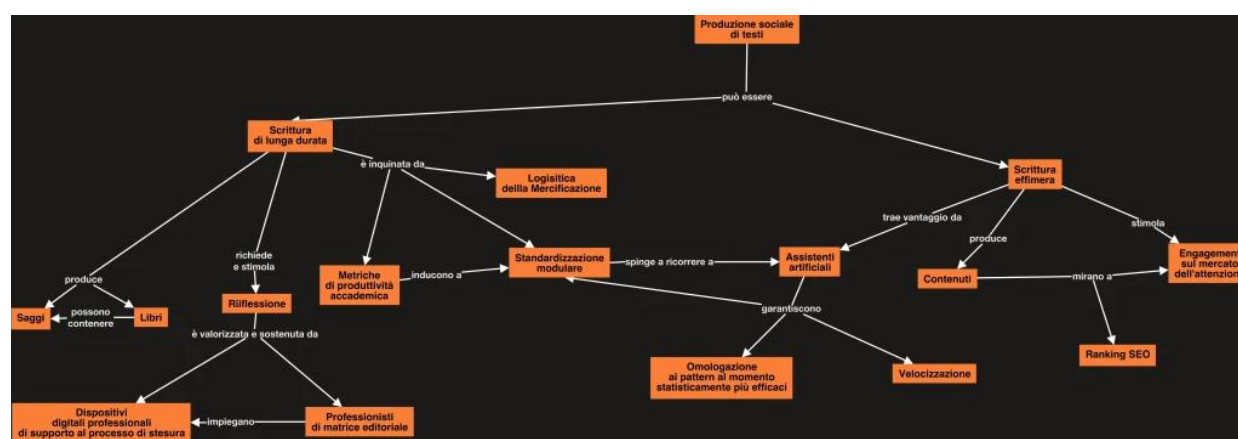 Produzione sociale
di testi
può essere
Scrittura
di lunga durata
è inquinata da
Logisitica
dellla Mercificazione
Scrittura
effimera
trae vantaggio da
stimola
produce
richiede
e stimola
Metriche
di produttività
accademica
inducono a
Standardizzazione
modulare
spinge a ricorrere a
Assistenti
artificiali
Contenuti
mirano a
Engagement
sul mercato
dell'attenzione
produce
Saggi
possono
contenere
Libri
Riiflessione
garantiscono
è valorizzata e sostenuta da
Omologazione
ai pattern al momento
statisticamente più efficaci
Velocizzazione
Ranking SEO
Dispositivi
digitali professionali
di supporto al processo di stesura
impiegano
Professionisti
di matrice editoriale